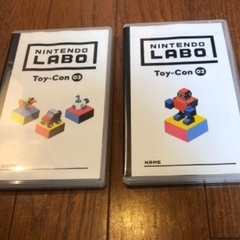 NINTENDO
LABO
Toy-Con 03
NINTENDO
LABO
Toy-Con 02
NAME